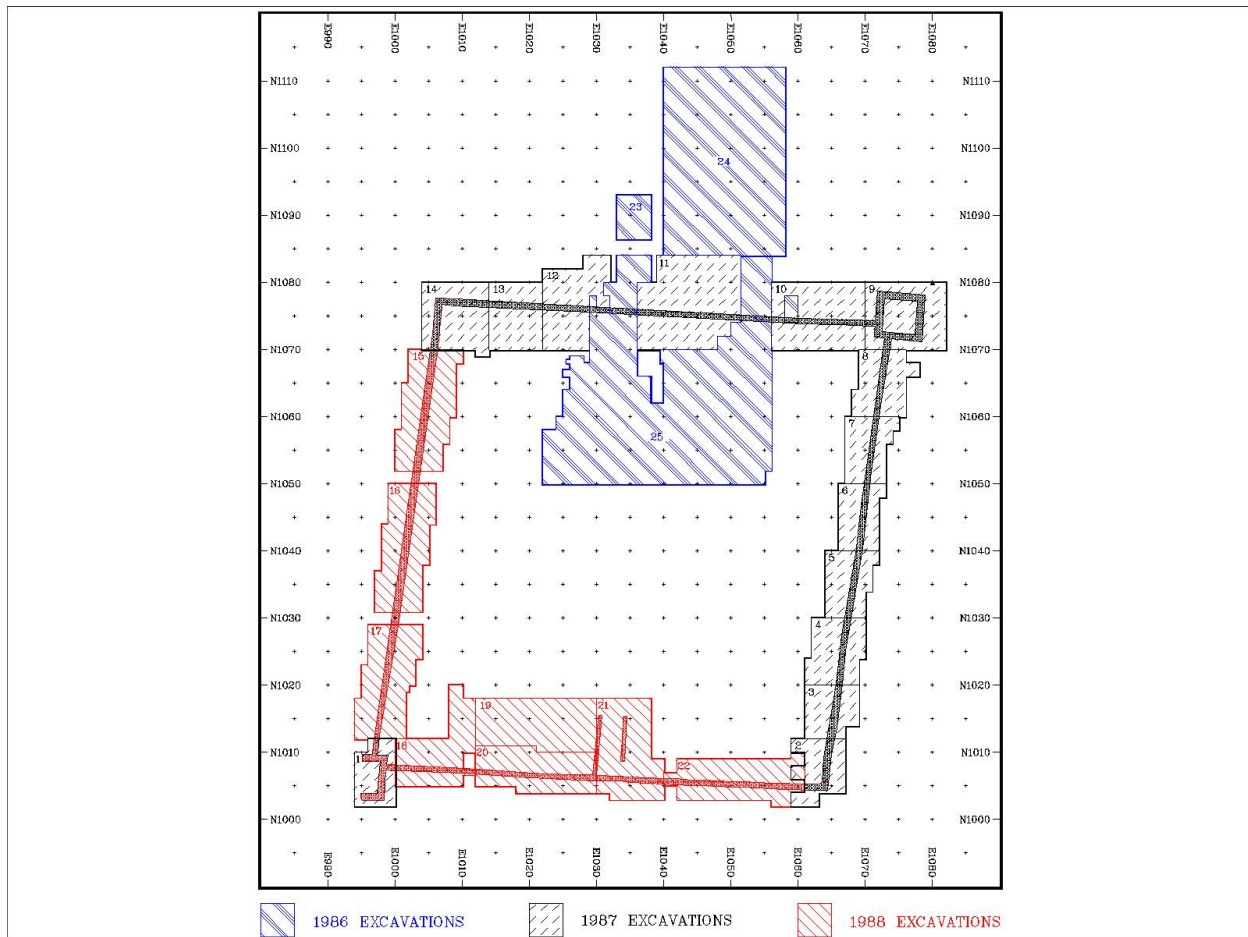 E990 E1000 E1010 E1020 E1030 E1040 E1050 E1060 E1070 E1080
N1110 N1110
N1100 24 N1100
N1090 23 N1090
11
12
N1080 14 13 10 9 N1080
N1070 15 8 N1070
N1060 7 N1060
25
N1050 16 6 N1050
N1040 5 N1040
N1030 17 4 N1030
N1020 3 N1020
19 21
N1010 1 18 20 2 N1010
22
N1000 N1000
E990 E1000 E1010 E1020 E1030 E1040 E1050 E1060 E1070 E1080
1986 EXCAVATIONS 1987 EXCAVATIONS 1988 EXCAVATIONS